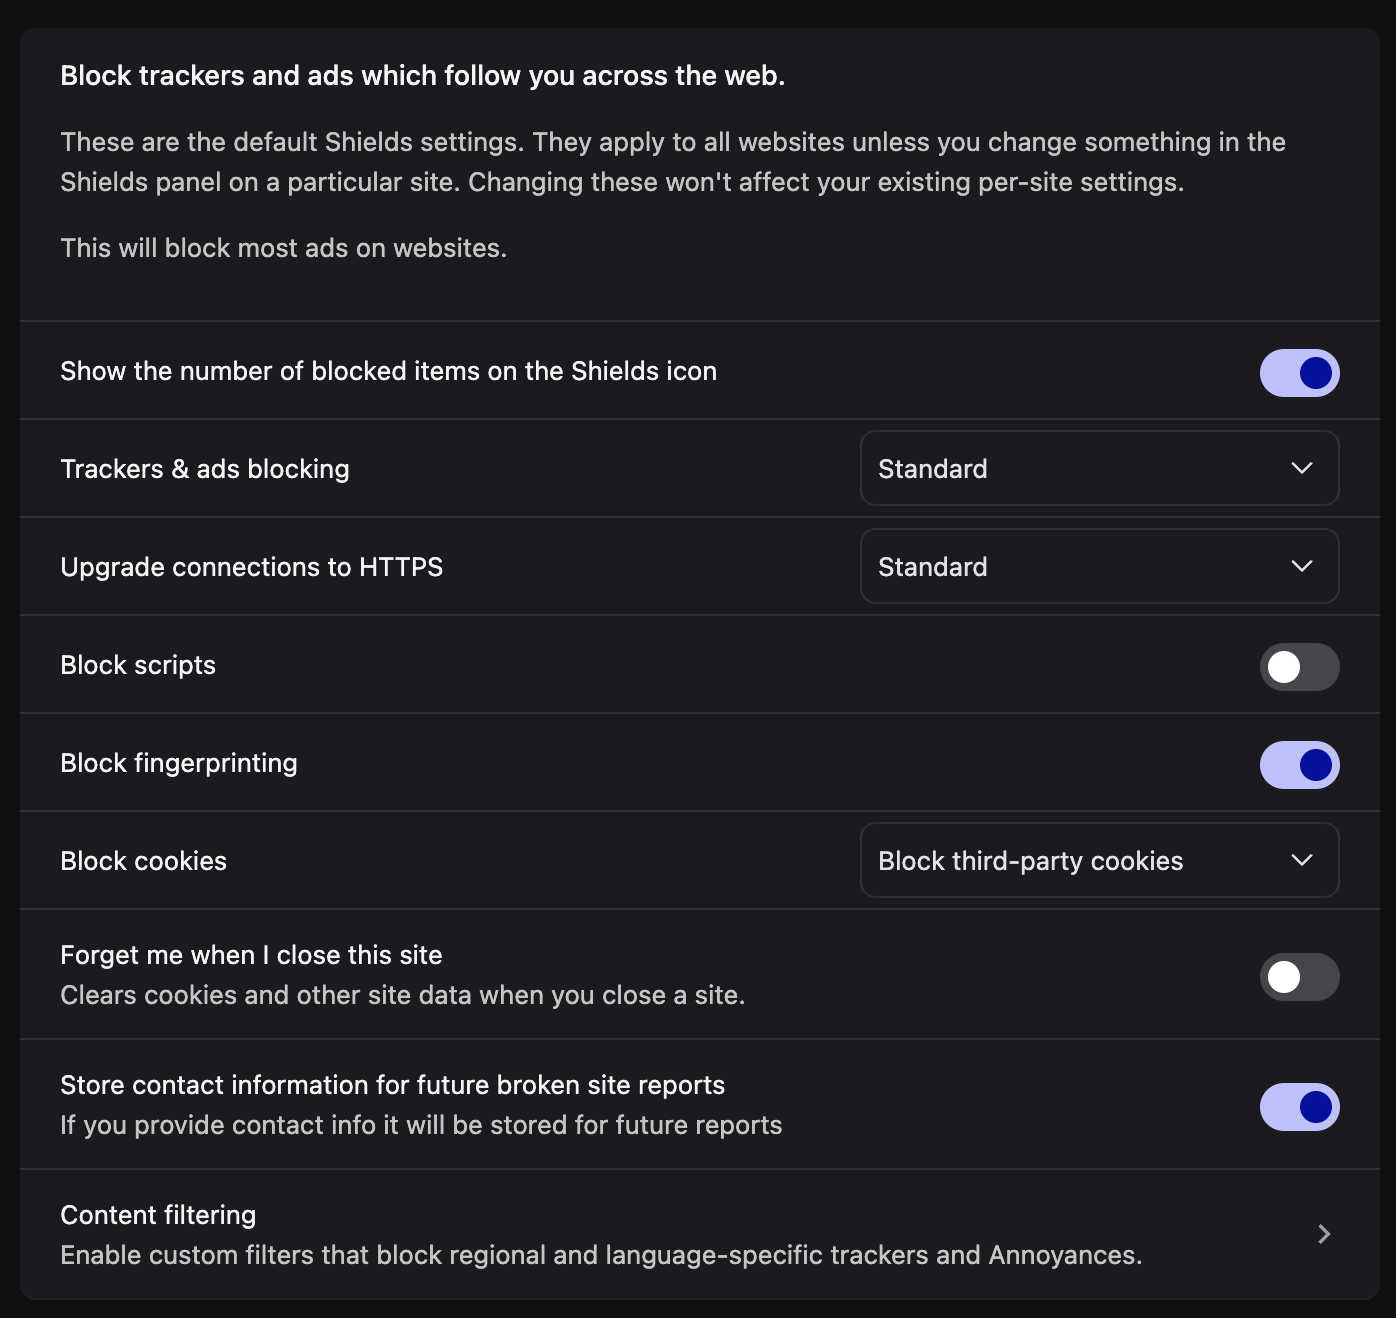 Block trackers and ads which follow you across the web.
These are the default Shields settings. They apply to all websites unless you change something in the
Shields panel on a particular site. Changing these won't affect your existing per-site settings.
This will block most ads on websites.
Show the number of blocked items on the Shields icon
Trackers & ads blocking
Standard
Upgrade connections to HTTPS
Standard
Block scripts
Block fingerprinting
Block cookies
Block third-party cookies
Forget me when I close this site
Clears cookies and other site data when you close a site.
Store contact information for future broken site reports
If you provide contact info it will be stored for future reports
Content filtering
Enable custom filters that block regional and language-specific trackers and Annoyances.